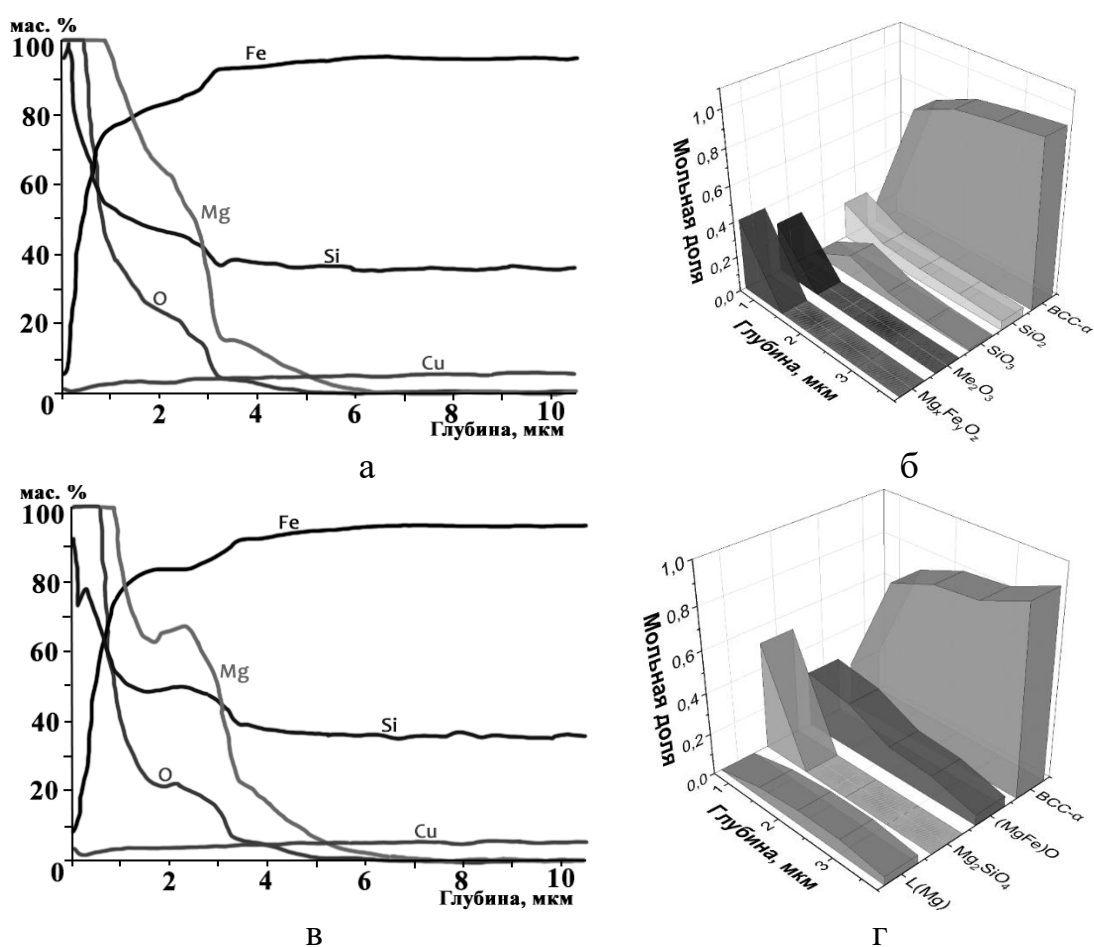 мас. %
100
80
60
40
20
0
Fe
Mg
Si
O
Cu
2
4
6
8
10
Глубина, мкм
а
Мольная доля
1,0
0,8
0,6
0,4
0,2
0,0
1
2
3
Глубина, мкм
BCC-α
SiO₂
SiO₃
Me₂O₃
MgₓFeᵧO_z
б
мас. %
100
80
60
40
20
0
Fe
Mg
Si
O
Cu
2
4
6
8
10
Глубина, мкм
в
Мольная доля
1,0
0,8
0,6
0,4
0,2
0,0
1
2
3
Глубина, мкм
BCC-α
(MgFe)O
Mg₂SiO₄
L(Mg)
г